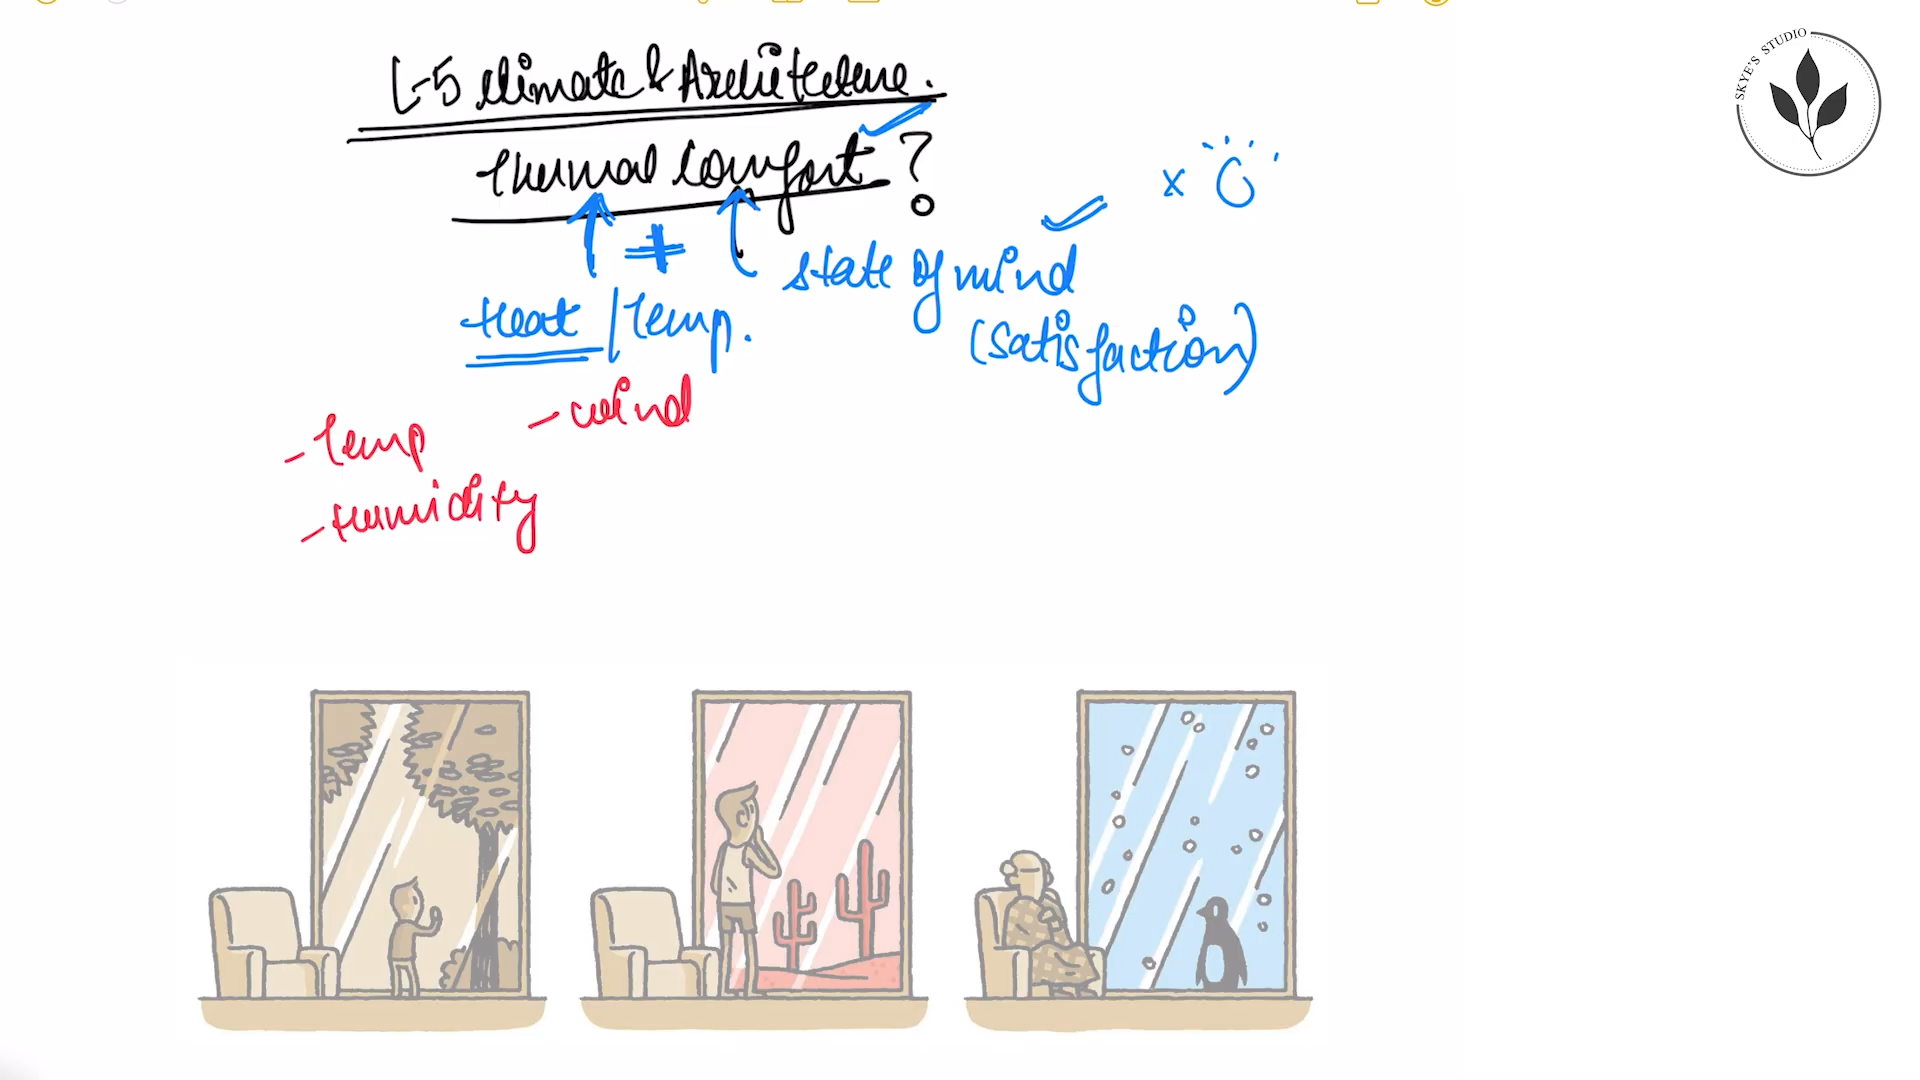 L-5 Climate & Architecture.
Thermal Comfort ?
State of mind
(Satisfaction)
Heat / Temp.
- wind
- Temp
- Humidity
SKYE'S STUDIO